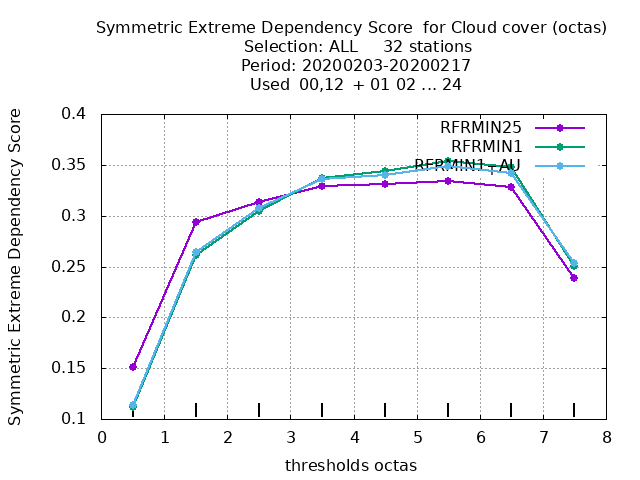 Symmetric Extreme Dependency Score  for Cloud cover (octas)
Selection: ALL     32 stations
Period: 20200203-20200217
Used  00,12  + 01 02 ... 24
Symmetric Extreme Dependency Score
0.4
0.35
0.3
0.25
0.2
0.15
0.1
RFRMIN25
RFRMIN1
RFRMIN1+AU
0 1 2 3 4 5 6 7 8
thresholds octas